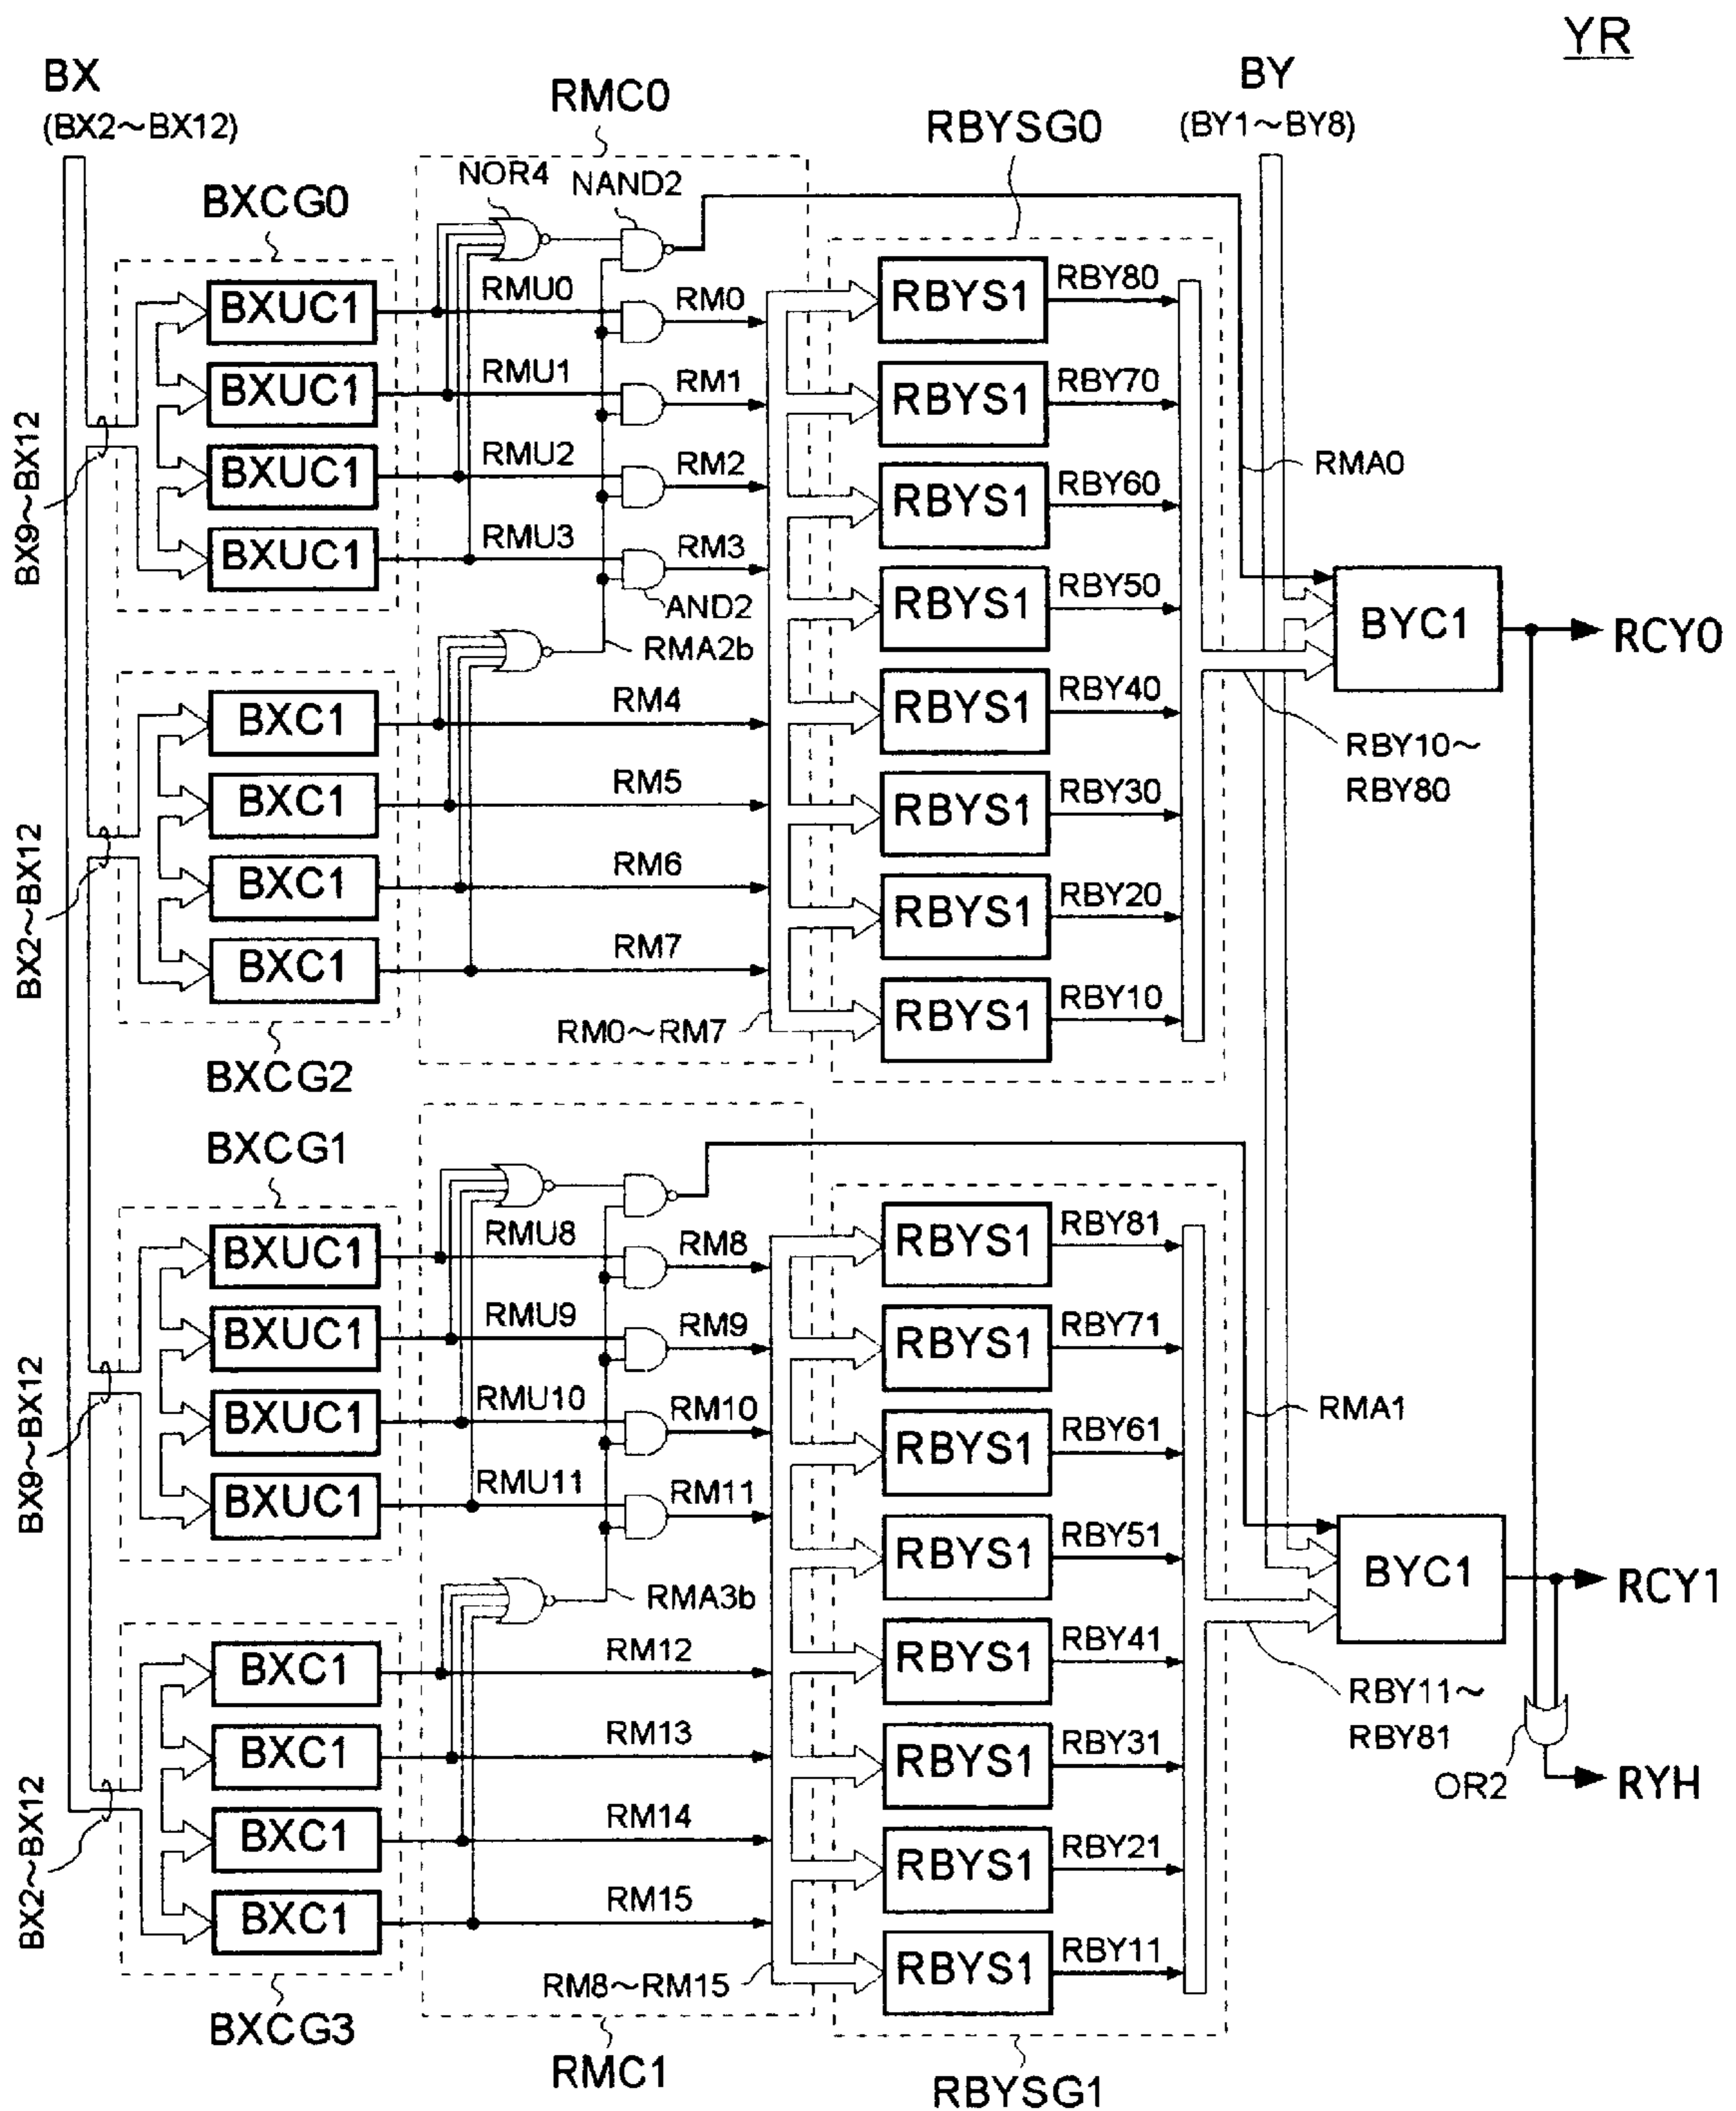 YR
BX
(BX2～BX12)
BY
(BY1～BY8)
RMC0
RBYSG0
NOR4
NAND2
BXCG0
BXUC1
RMU0
RM0
RBYS1
RBY80
BXUC1
RMU1
RM1
RBYS1
RBY70
BX9～BX12
RMA0
BXUC1
RMU2
RM2
RBYS1
RBY60
BXUC1
RMU3
RM3
RBYS1
RBY50
AND2
RMA2b
BYC1
RCY0
BXC1
RM4
RBYS1
RBY40
RBY10～
RBY80
BXC1
RM5
RBYS1
RBY30
BX2～BX12
BXC1
RM6
RBYS1
RBY20
BXC1
RM7
RBYS1
RBY10
RM0～RM7
BXCG2
BXCG1
BXUC1
RMU8
RM8
RBYS1
RBY81
BXUC1
RMU9
RM9
RBYS1
RBY71
BX9～BX12
RMA1
BXUC1
RMU10
RM10
RBYS1
RBY61
BXUC1
RMU11
RM11
RBYS1
RBY51
RMA3b
BYC1
RCY1
BXC1
RM12
RBYS1
RBY41
RBY11～
RBY81
BXC1
RM13
RBYS1
RBY31
OR2
RYH
BX2～BX12
BXC1
RM14
RBYS1
RBY21
BXC1
RM15
RBYS1
RBY11
RM8～RM15
BXCG3
RMC1
RBYSG1